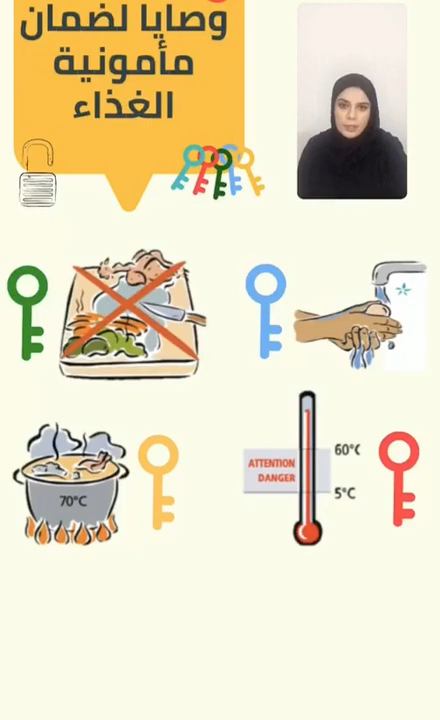 وصايا لضمان
مأمونية
الغذاء
70°C
60°C
ATTENTION
DANGER
5°C